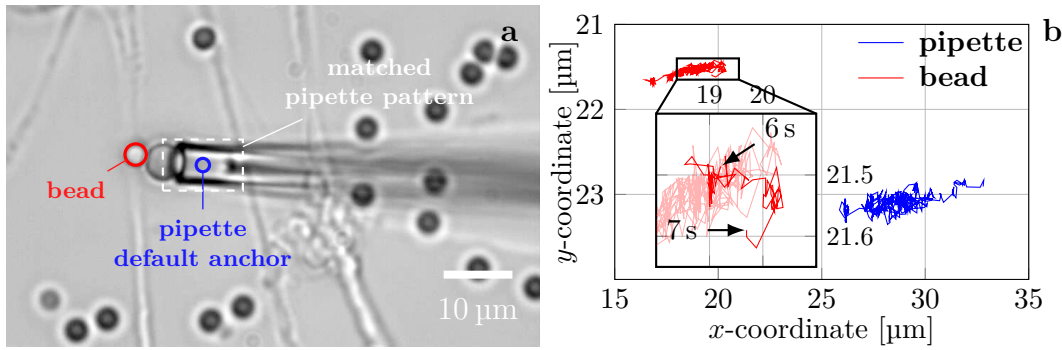 a
matched
pipette pattern
bead
pipette
default anchor
10 µm
b
pipette
bead
21
22
23
24
y-coordinate [µm]
19 20
6 s
7 s
21.5
21.6
15 20 25 30 35
x-coordinate [µm]